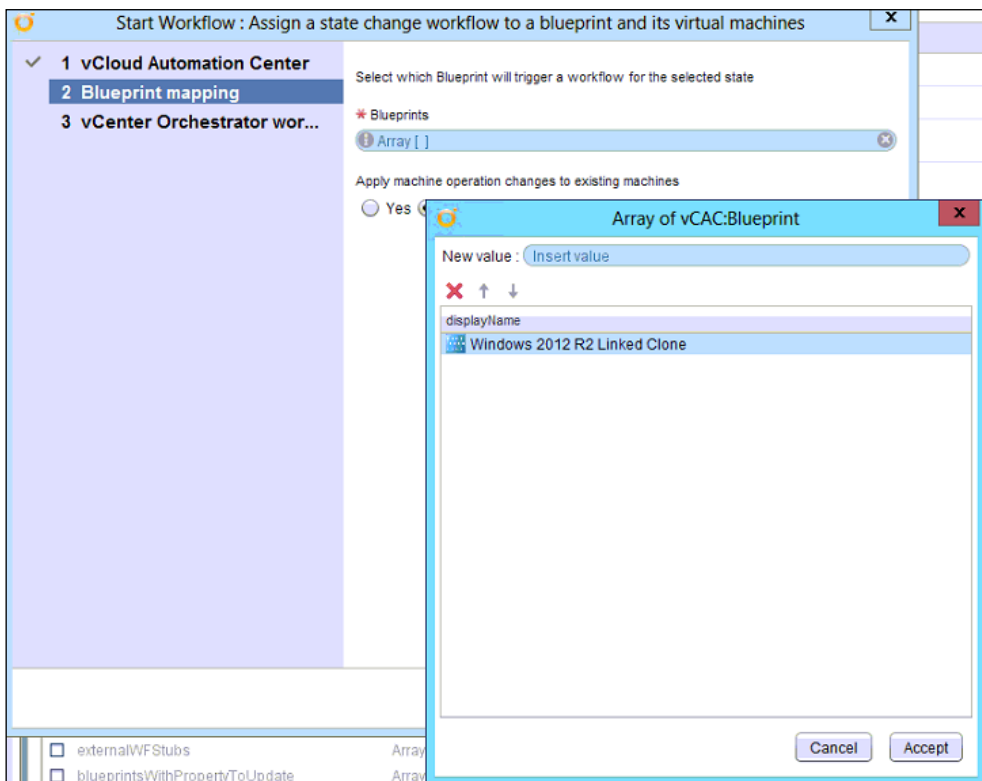 Start Workflow : Assign a state change workflow to a blueprint and its virtual machines
x
1 vCloud Automation Center
2 Blueprint mapping
3 vCenter Orchestrator wor...
Select which Blueprint will trigger a workflow for the selected state
* Blueprints
Array [ ]
Apply machine operation changes to existing machines
Yes
Array of vCAC:Blueprint
x
New value : Insert value
displayName
Windows 2012 R2 Linked Clone
Cancel Accept
externalWFStubs Array
blueprintsWithPropertyToUpdate Array